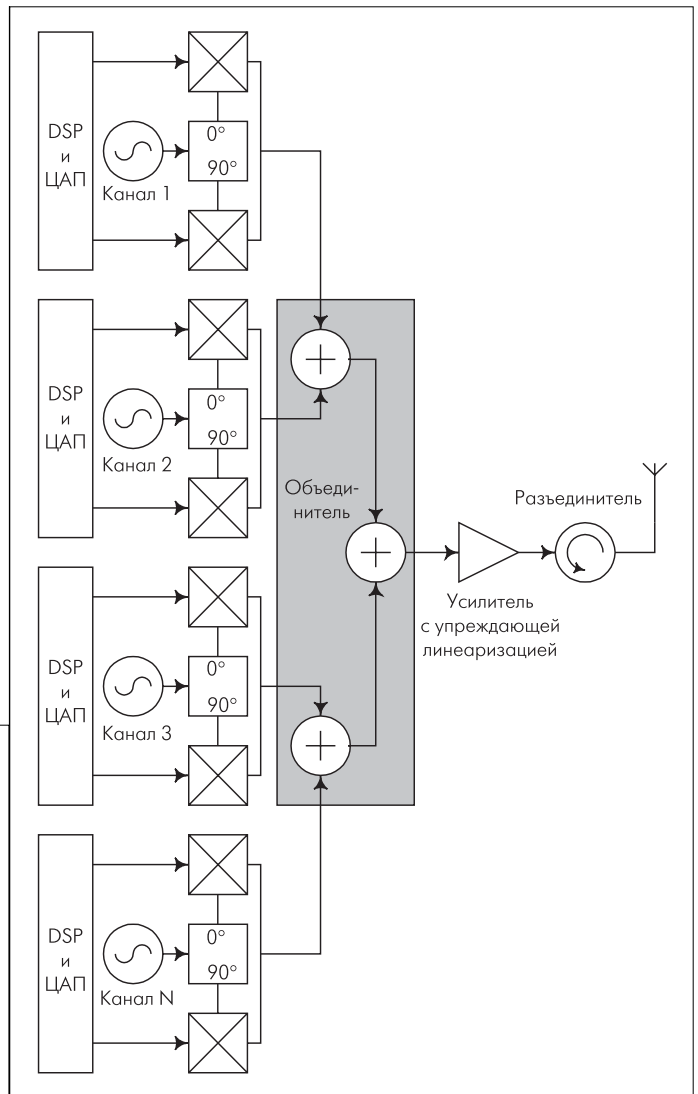 DSP
и
ЦАП
0°
90°
Канал 1
DSP
и
ЦАП
0°
90°
Канал 2
Объеди-
нитель
Разъединитель
Усилитель
с упреждающей
линеаризацией
DSP
и
ЦАП
0°
90°
Канал 3
DSP
и
ЦАП
0°
90°
Канал N